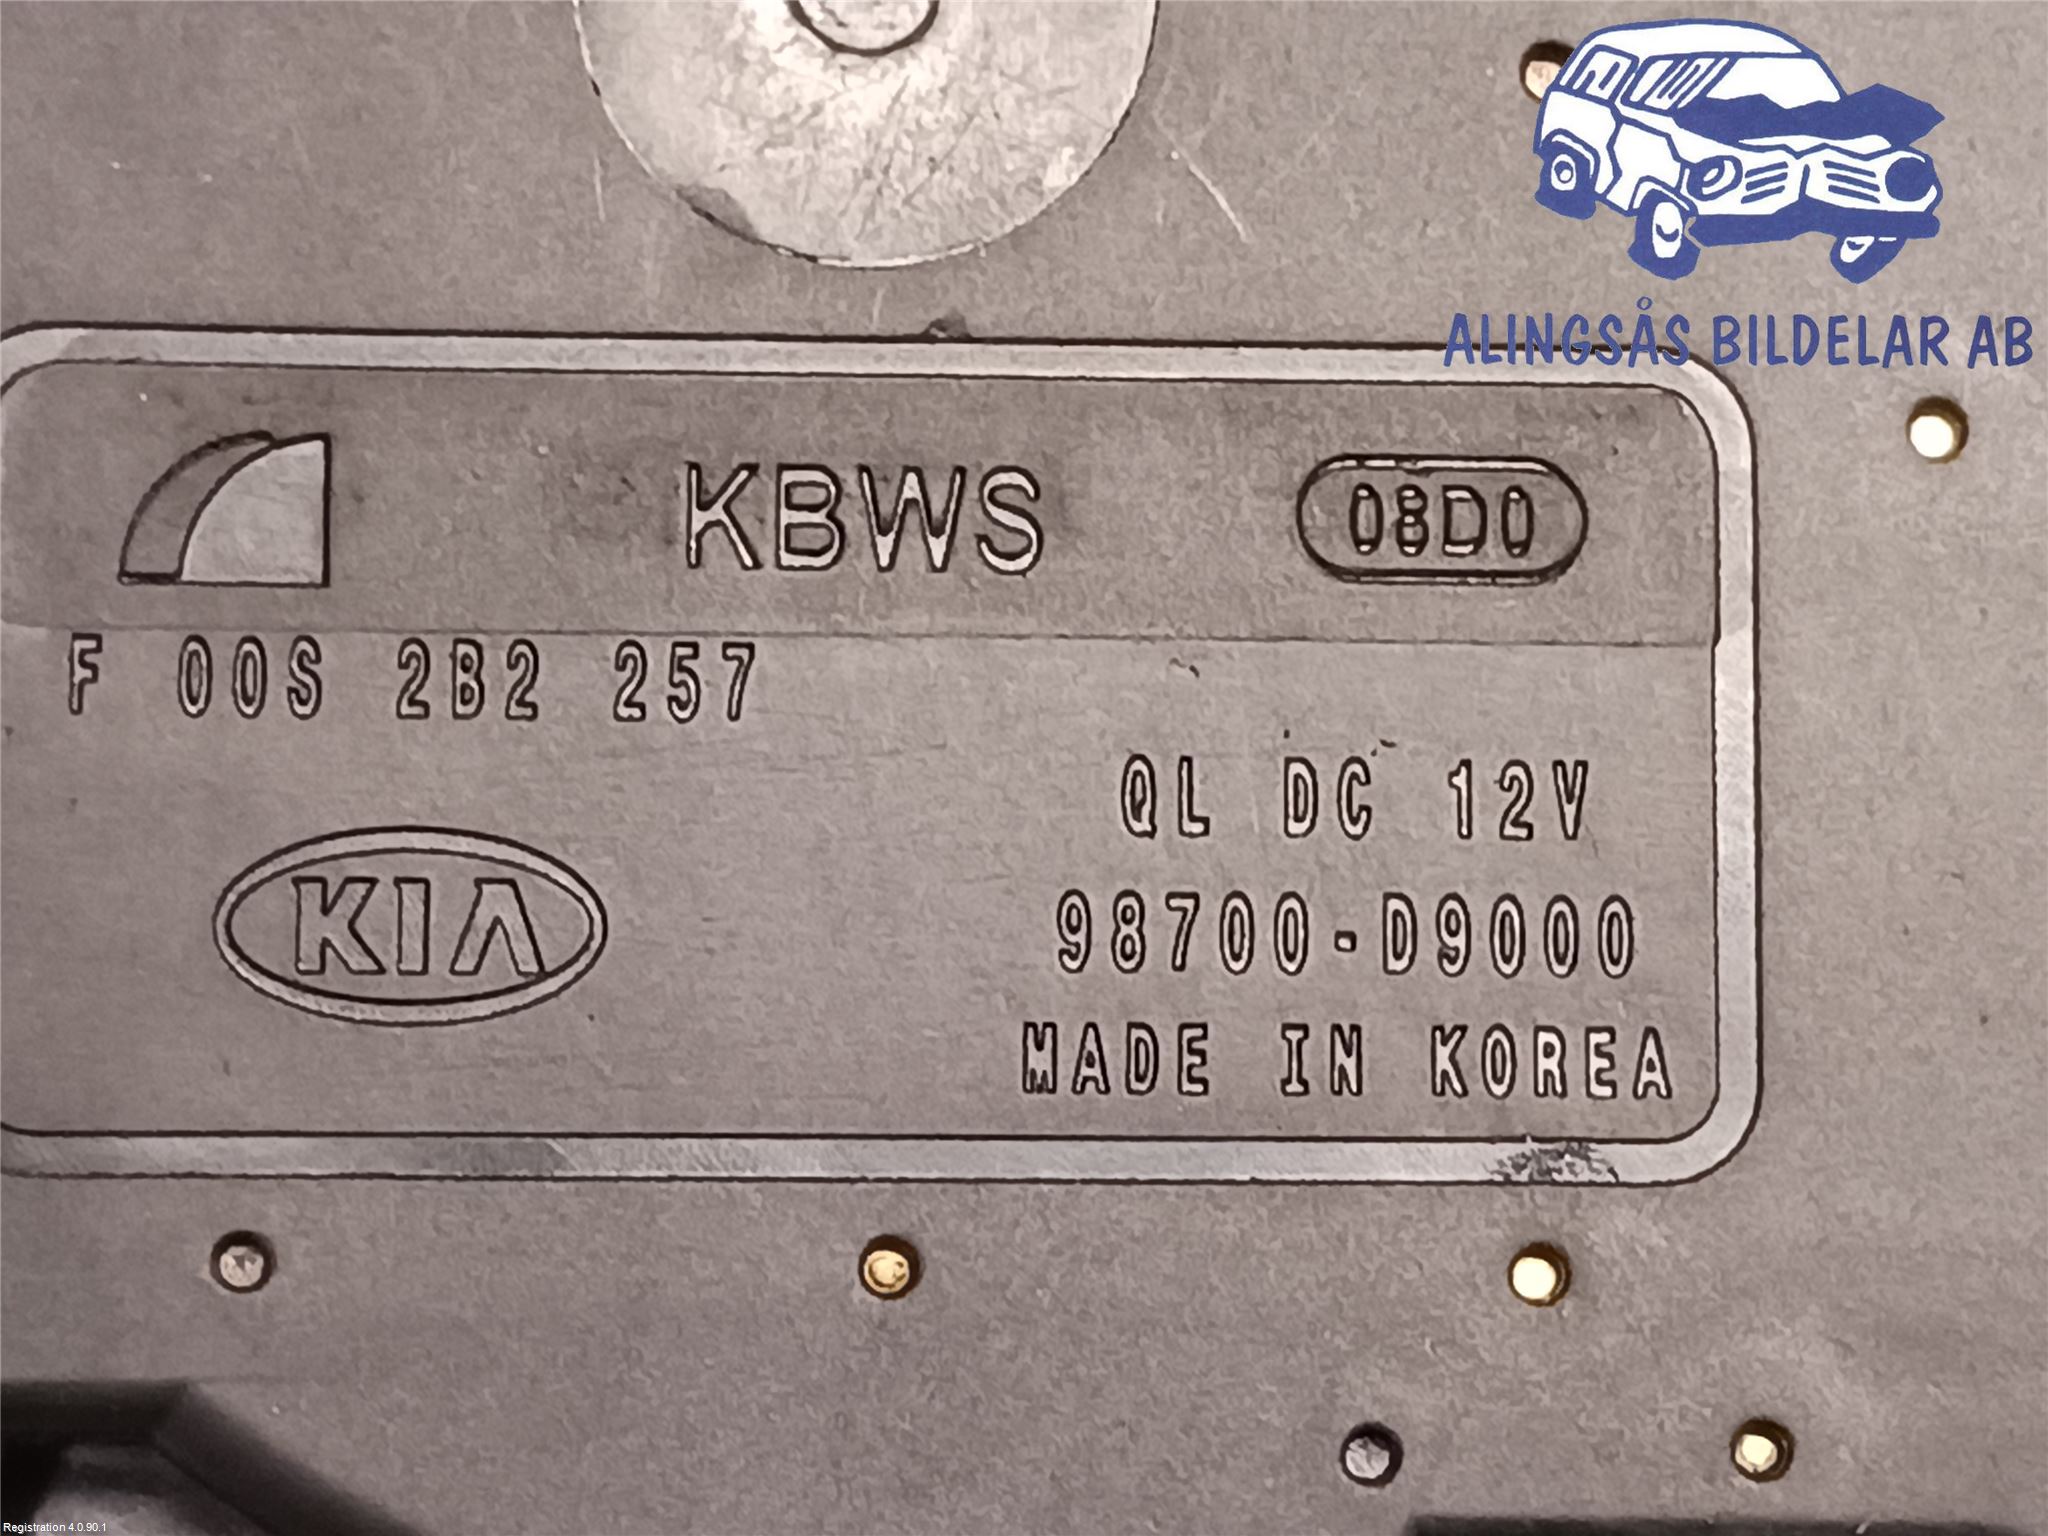 ALINGSÅS BILDELAR AB
KBWS 08D0
F 00S 2B2 257
QL DC 12V
KIA
98700-D9000
MADE IN KOREA
Registration 4.0.90.1